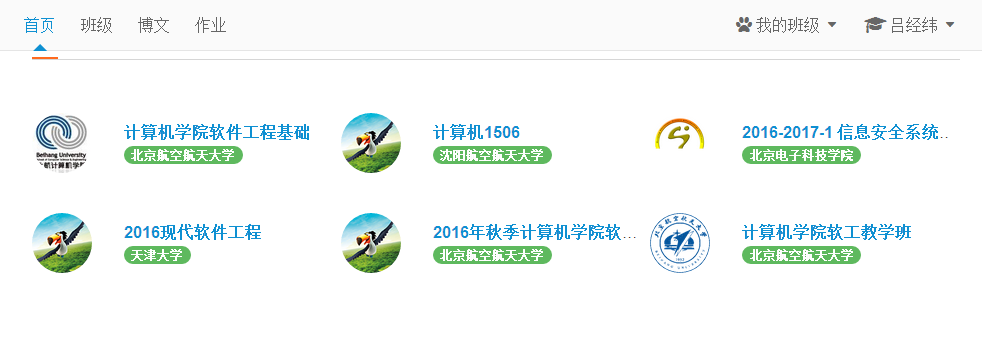 首页 班级 博文 作业 我的班级 吕经纬
计算机学院软件工程基础
北京航空航天大学
计算机1506
沈阳航空航天大学
2016-2017-1 信息安全系统..
北京电子科技学院
Beihang University
2016现代软件工程
天津大学
2016年秋季计算机学院软...
北京航空航天大学
计算机学院软工教学班
北京航空航天大学